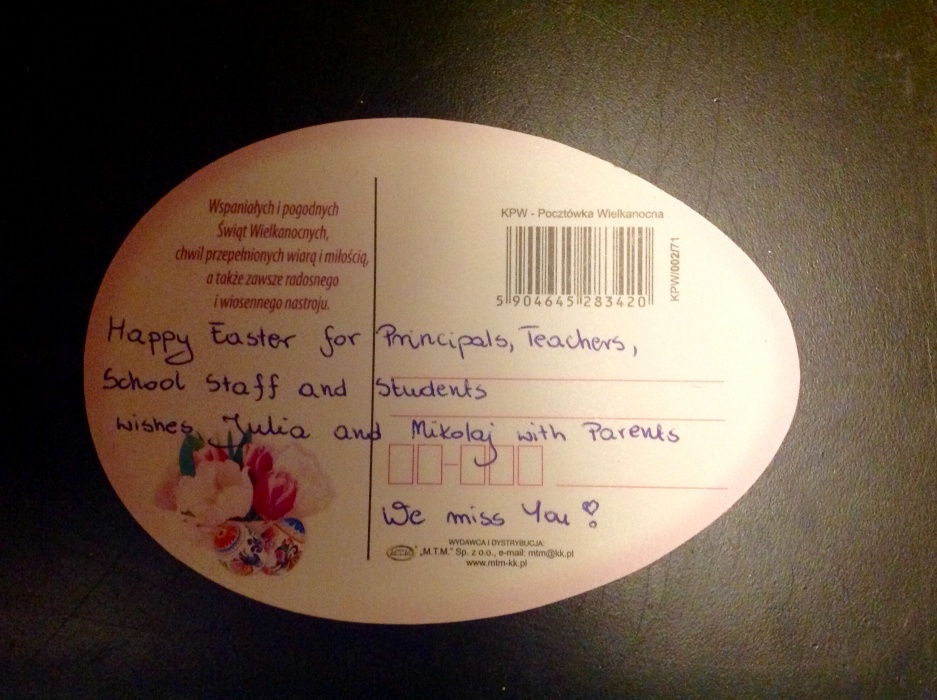 Wspaniałych i pogodnych
Świąt Wielkanocnych,
chwil przepełnionych wiarą i miłością,
a także zawsze radosnego
i wiosennego nastroju.
KPW - Pocztówka Wielkanocna
5 904645 283420
KPW/002/71
Happy Easter for Principals, Teachers,
School Staff and Students
wishes Julia and Mikolaj with Parents
We miss You!
WYDAWCA I DYSTRYBUCJA:
„M.T.M." Sp. z o.o., e-mail: mtm@kk.pl
www.mtm-kk.pl